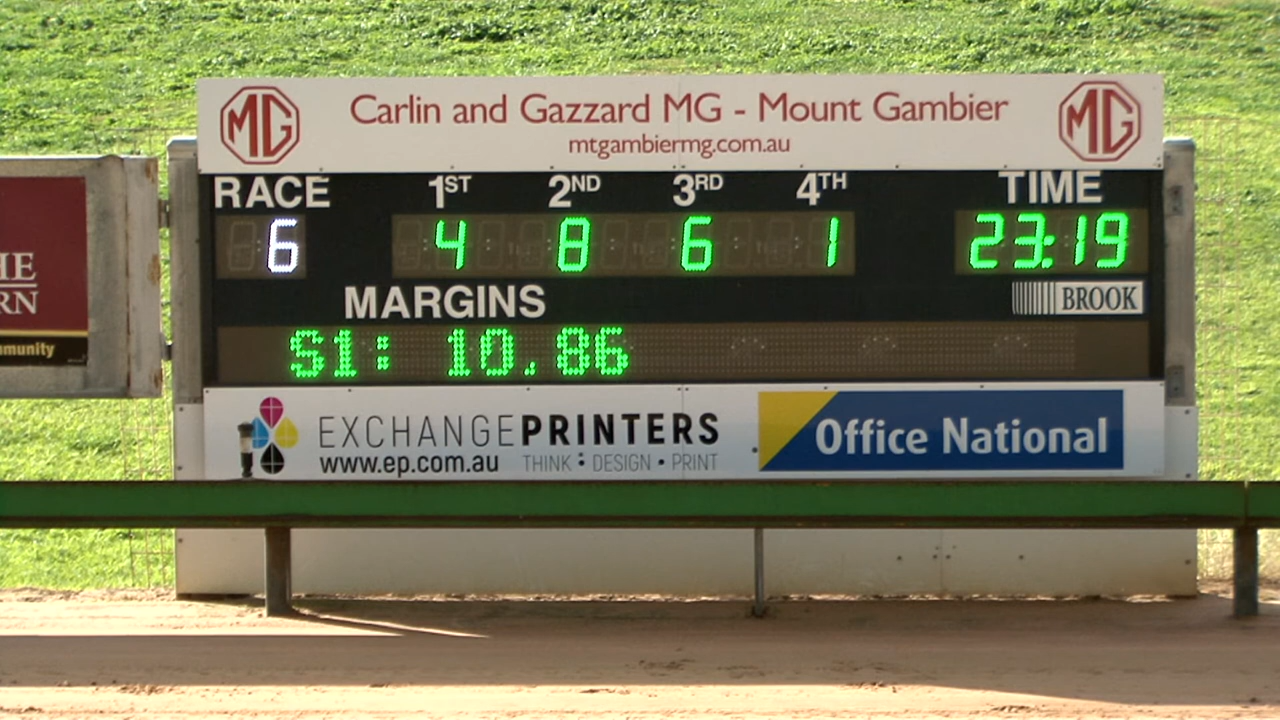 MG Carlin and Gazzard MG - Mount Gambier MG
mtgambiermg.com.au
RACE 1ST 2ND 3RD 4TH TIME
6 4 8 6 1 23:19
MARGINS BROOK
S1: 10.86
HE
RN
munity
EXCHANGEPRINTERS
www.ep.com.au THINK • DESIGN • PRINT
Office National